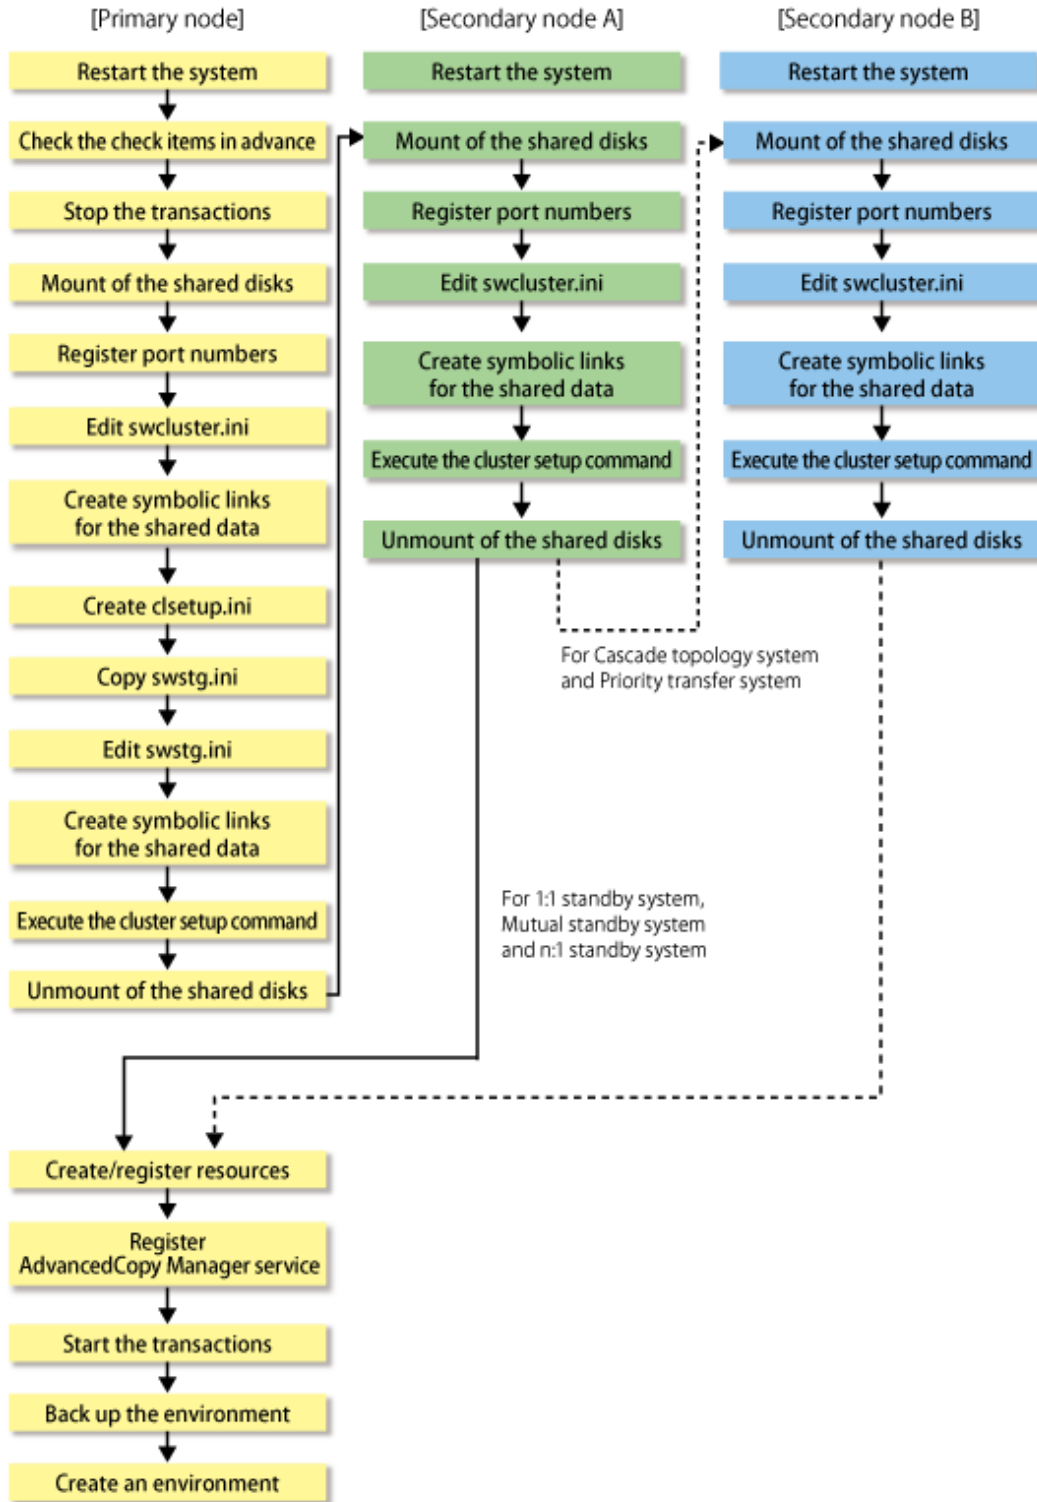 [Primary node]
Restart the system
Check the check items in advance
Stop the transactions
Mount of the shared disks
Register port numbers
Edit swcluster.ini
Create symbolic links
for the shared data
Create clsetup.ini
Copy swstg.ini
Edit swstg.ini
Create symbolic links
for the shared data
Execute the cluster setup command
Unmount of the shared disks
[Secondary node A]
Restart the system
Mount of the shared disks
Register port numbers
Edit swcluster.ini
Create symbolic links
for the shared data
Execute the cluster setup command
Unmount of the shared disks
[Secondary node B]
Restart the system
Mount of the shared disks
Register port numbers
Edit swcluster.ini
Create symbolic links
for the shared data
Execute the cluster setup command
Unmount of the shared disks
For Cascade topology system
and Priority transfer system
For 1:1 standby system,
Mutual standby system
and n:1 standby system
Create/register resources
Register
AdvancedCopy Manager service
Start the transactions
Back up the environment
Create an environment